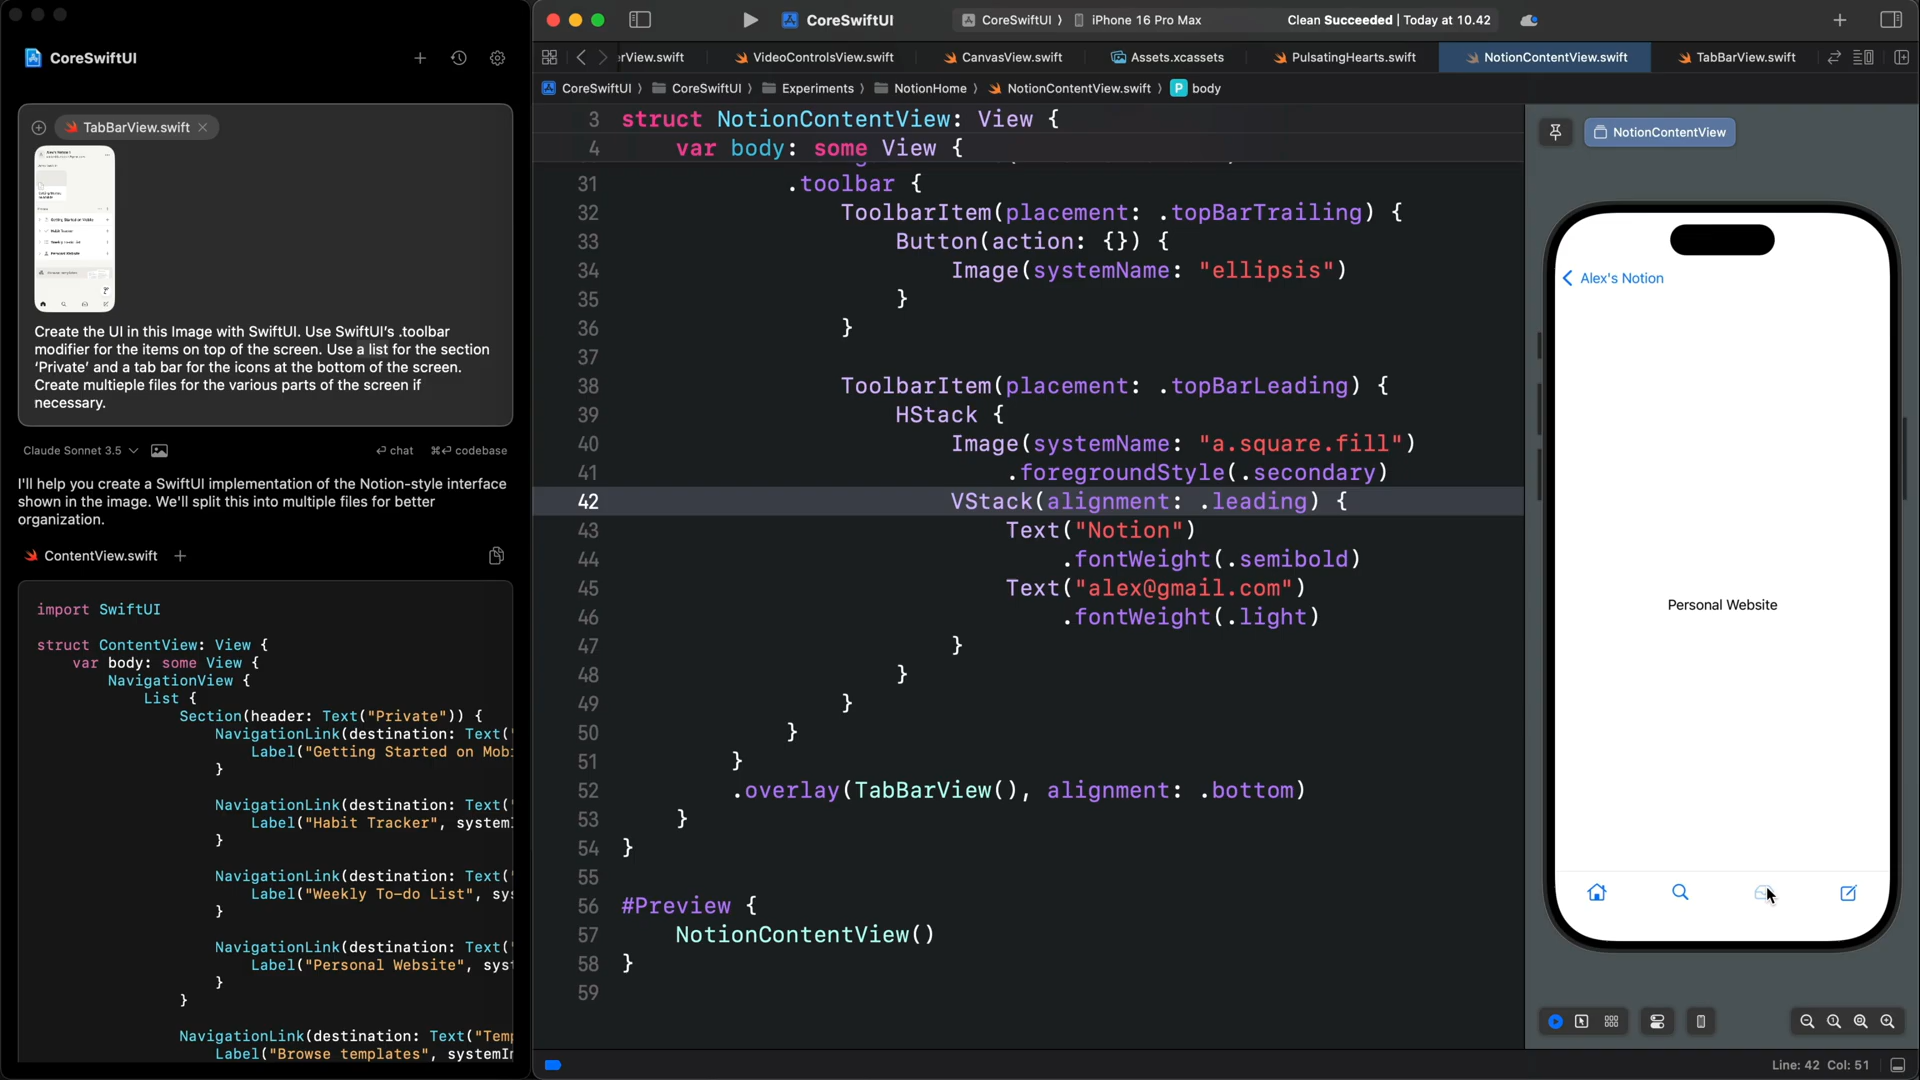 CoreSwiftUI
TabBarView.swift
Create the UI in this Image with SwiftUI. Use SwiftUI's .toolbar
modifier for the items on top of the screen. Use a list for the section
'Private' and a tab bar for the icons at the bottom of the screen.
Create multieple files for the various parts of the screen if
necessary.
Claude Sonnet 3.5
chat
codebase
I'll help you create a SwiftUI implementation of the Notion-style interface
shown in the image. We'll split this into multiple files for better
organization.
ContentView.swift
import SwiftUI
struct ContentView: View {
var body: some View {
NavigationView {
List {
Section(header: Text("Private")) {
NavigationLink(destination: Text("
Label("Getting Started on Mobi
}
NavigationLink(destination: Text("
Label("Habit Tracker", systemI
}
NavigationLink(destination: Text("
Label("Weekly To-do List", sys
}
NavigationLink(destination: Text("
Label("Personal Website", syst
}
}
NavigationLink(destination: Text("Temp
Label("Browse templates", systemIm
CoreSwiftUI
CoreSwiftUI ⟩ iPhone 16 Pro Max
Clean Succeeded | Today at 10.42
erView.swift
VideoControlsView.swift
CanvasView.swift
Assets.xcassets
PulsatingHearts.swift
NotionContentView.swift
TabBarView.swift
CoreSwiftUI ⟩ CoreSwiftUI ⟩ Experiments ⟩ NotionHome ⟩ NotionContentView.swift ⟩ P body
3 struct NotionContentView: View {
4 var body: some View {
31 .toolbar {
32 ToolbarItem(placement: .topBarTrailing) {
33 Button(action: {}) {
34 Image(systemName: "ellipsis")
35 }
36 }
37
38 ToolbarItem(placement: .topBarLeading) {
39 HStack {
40 Image(systemName: "a.square.fill")
41 .foregroundStyle(.secondary)
42 VStack(alignment: .leading) {
43 Text("Notion")
44 .fontWeight(.semibold)
45 Text("alex@gmail.com")
46 .fontWeight(.light)
47 }
48 }
49 }
50 }
51 }
52 .overlay(TabBarView(), alignment: .bottom)
53 }
54 }
55
56 #Preview {
57 NotionContentView()
58 }
59
NotionContentView
Alex's Notion
Personal Website
Line: 42 Col: 51